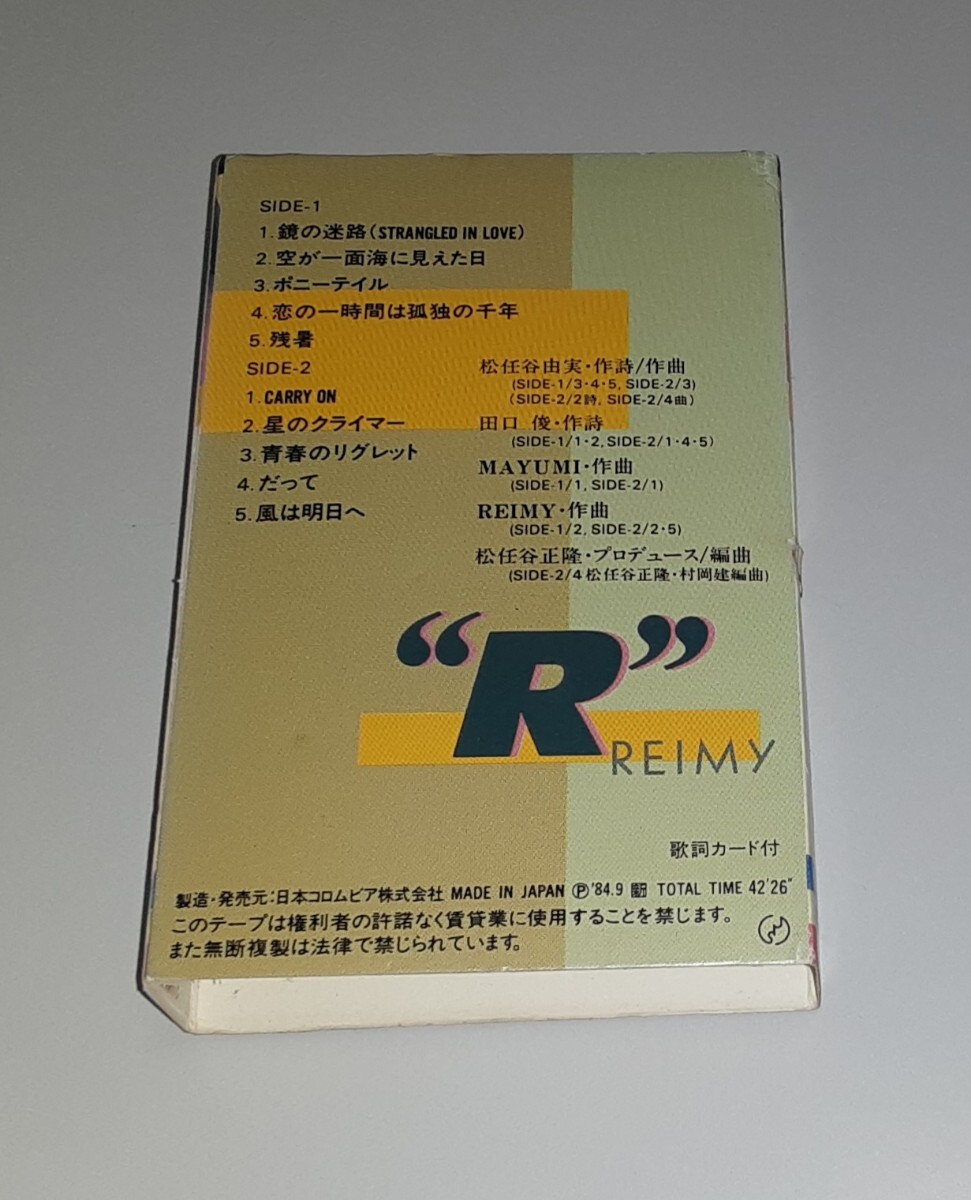 SIDE-1
1. 鏡の迷路(STRANGLED IN LOVE)
2. 空が一面海に見えた日
3. ポニーテイル
4. 恋の一時間は孤独の千年
5. 残暑
SIDE-2
1. CARRY ON
2. 星のクライマー
3. 青春のリグレット
4. だって
5. 風は明日へ
松任谷由実・作詩/作曲
(SIDE-1/3・4・5, SIDE-2/3)
(SIDE-2/2詩, SIDE-2/4曲)
田口 俊・作詩
(SIDE-1/1・2, SIDE-2/1・4・5)
MAYUMI・作曲
(SIDE-1/1, SIDE-2/1)
REIMY・作曲
(SIDE-1/2, SIDE-2/2・5)
松任谷正隆・プロデュース/編曲
(SIDE-2/4 松任谷正隆・村岡建編曲)
“R”
REIMY
歌詞カード付
製造・発売元:日本コロムビア株式会社 MADE IN JAPAN Ⓟ'84.9 TOTAL TIME 42'26"
このテープは権利者の許諾なく賃貸業に使用することを禁じます。
また無断複製は法律で禁じられています。